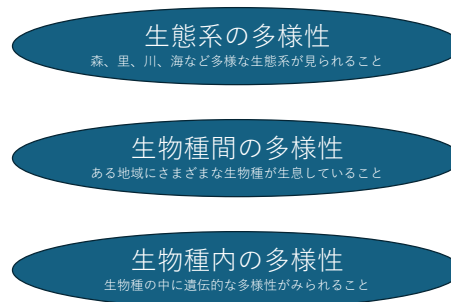 生態系の多様性
森、里、川、海など多様な生態系が見られること
生物種間の多様性
ある地域にさまざまな生物種が生息していること
生物種内の多様性
生物種の中に遺伝的な多様性がみられること